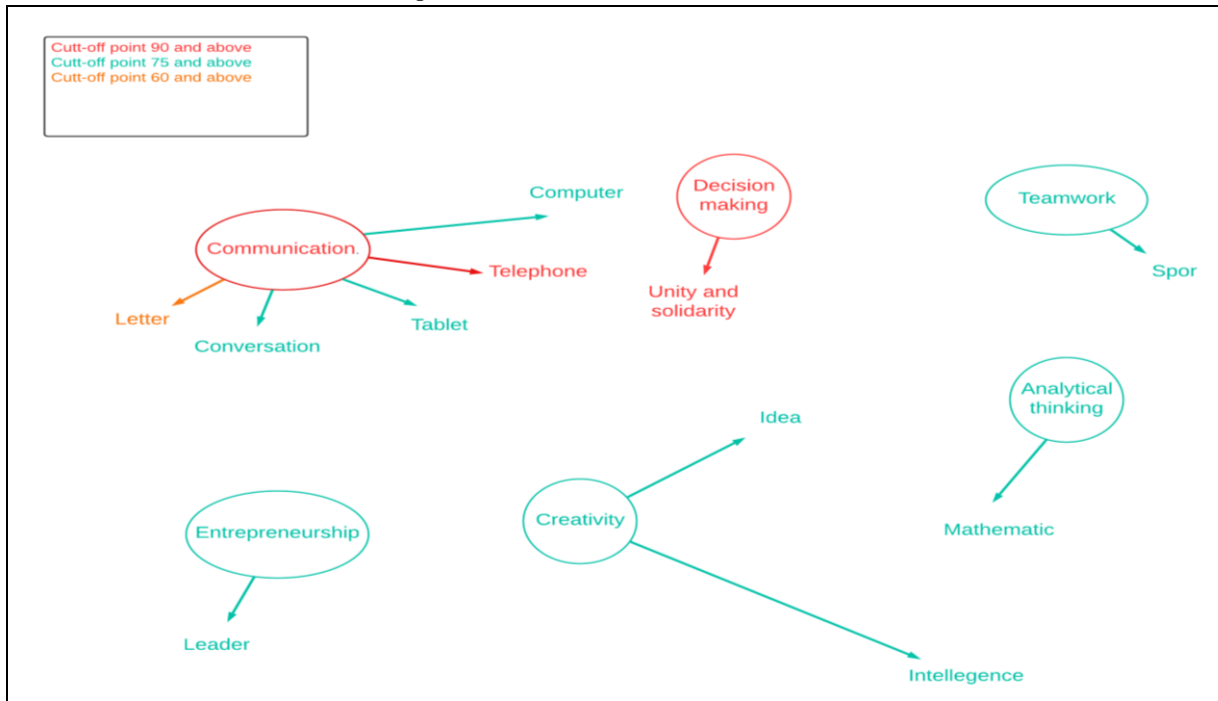 Cutt-off point 90 and above
Cutt-off point 75 and above
Cutt-off point 60 and above
Computer
Communication.
Telephone
Letter
Tablet
Conversation
Decision
making
Unity and
solidarity
Teamwork
Spor
Analytical
thinking
Mathematic
Idea
Creativity
Intellegence
Entrepreneurship
Leader